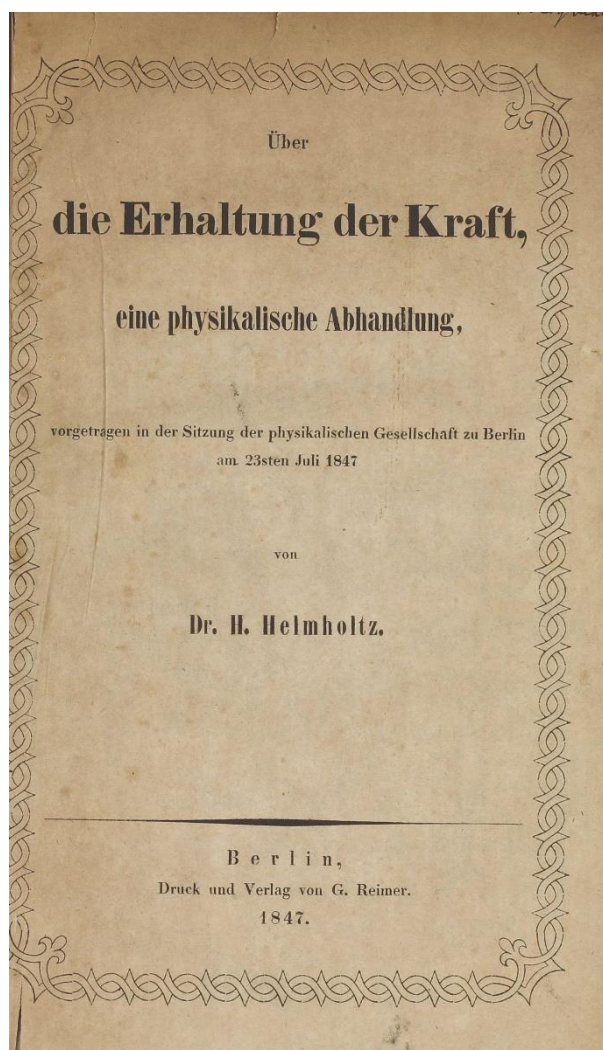 Über
die Erhaltung der Kraft,
eine physikalische Abhandlung,
vorgetragen in der Sitzung der physikalischen Gesellschaft zu Berlin
am 23sten Juli 1847
von
Dr. H. Helmholtz.
Berlin,
Druck und Verlag von G. Reimer.
1847.